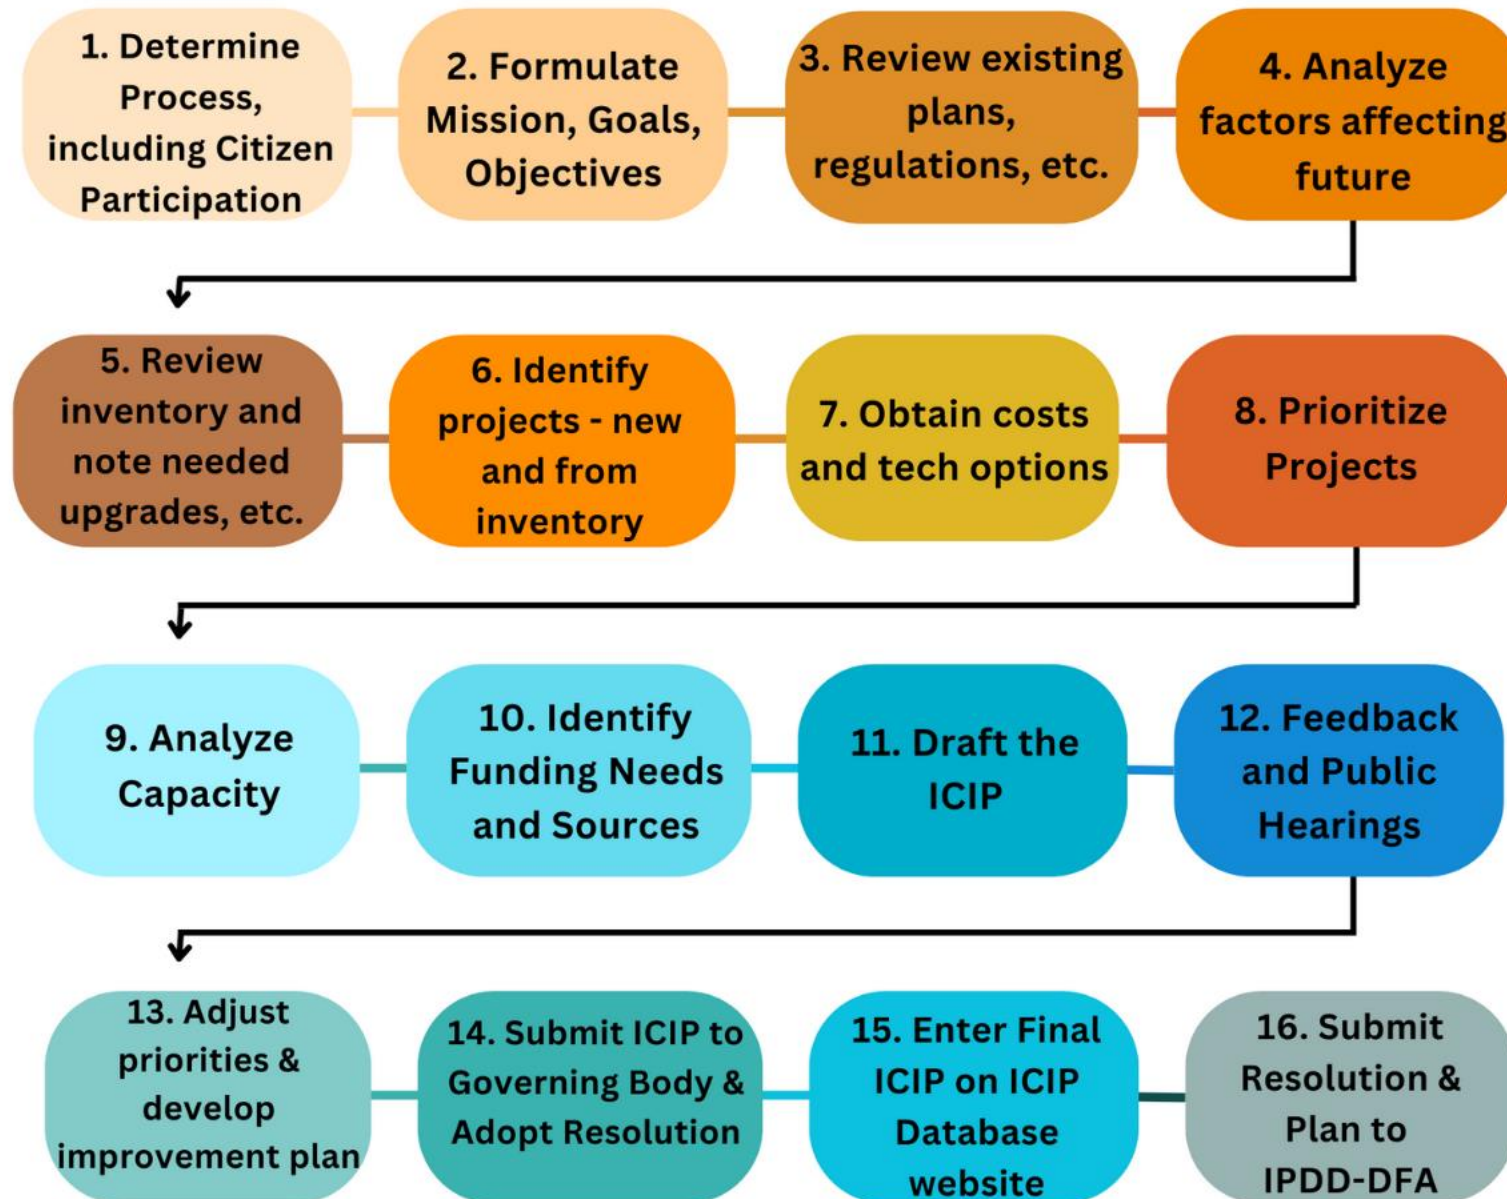 1. Determine
Process,
including Citizen
Participation
2. Formulate
Mission, Goals,
Objectives
3. Review existing
plans,
regulations, etc.
4. Analyze
factors affecting
future
5. Review
inventory and
note needed
upgrades, etc.
6. Identify
projects - new
and from
inventory
7. Obtain costs
and tech options
8. Prioritize
Projects
9. Analyze
Capacity
10. Identify
Funding Needs
and Sources
11. Draft the
ICIP
12. Feedback
and Public
Hearings
13. Adjust
priorities &
develop
improvement plan
14. Submit ICIP to
Governing Body &
Adopt Resolution
15. Enter Final
ICIP on ICIP
Database
website
16. Submit
Resolution &
Plan to
IPDD-DFA